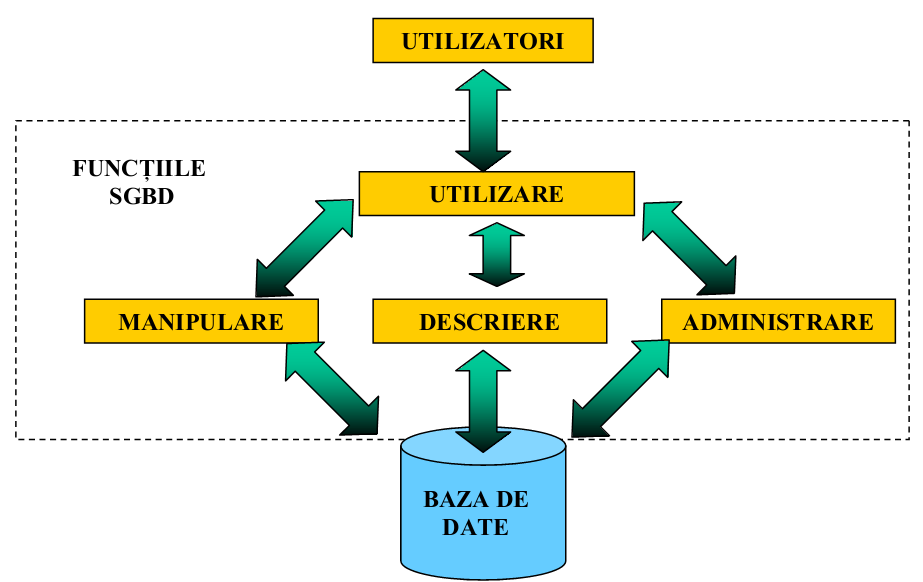 UTILIZATORI
FUNCȚIILE
SGBD
UTILIZARE
MANIPULARE
DESCRIERE
ADMINISTRARE
BAZA DE
DATE